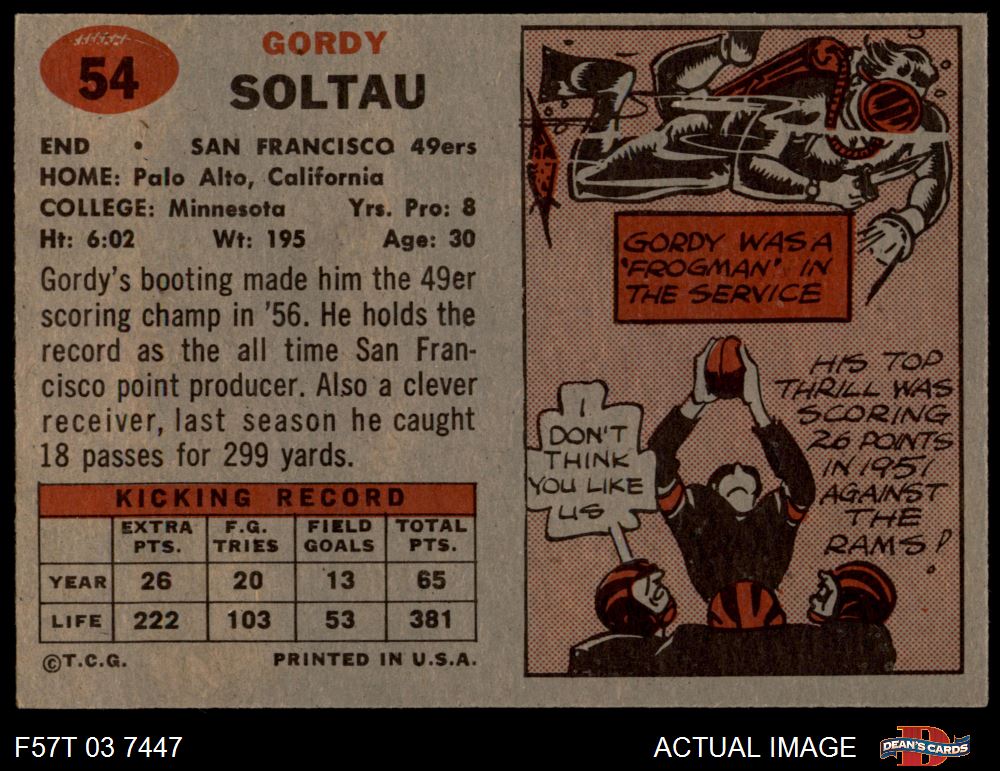 54
GORDY
SOLTAU
END • SAN FRANCISCO 49ers
HOME: Palo Alto, California
COLLEGE: Minnesota Yrs. Pro: 8
Ht: 6:02 Wt: 195 Age: 30
Gordy's booting made him the 49er
scoring champ in '56. He holds the
record as the all time San Fran-
cisco point producer. Also a clever
receiver, last season he caught
18 passes for 299 yards.
KICKING RECORD
EXTRA PTS. F.G. TRIES FIELD GOALS TOTAL PTS.
YEAR 26 20 13 65
LIFE 222 103 53 381
©T.C.G. PRINTED IN U.S.A.
GORDY WAS A
"FROGMAN" IN
THE SERVICE
HIS TOP
THRILL WAS
SCORING
26 POINTS
IN 1951
AGAINST
THE
RAMS!
I
DON'T
THINK
YOU LIKE
US
F57T 03 7447
ACTUAL IMAGE
DEAN'S CARDS